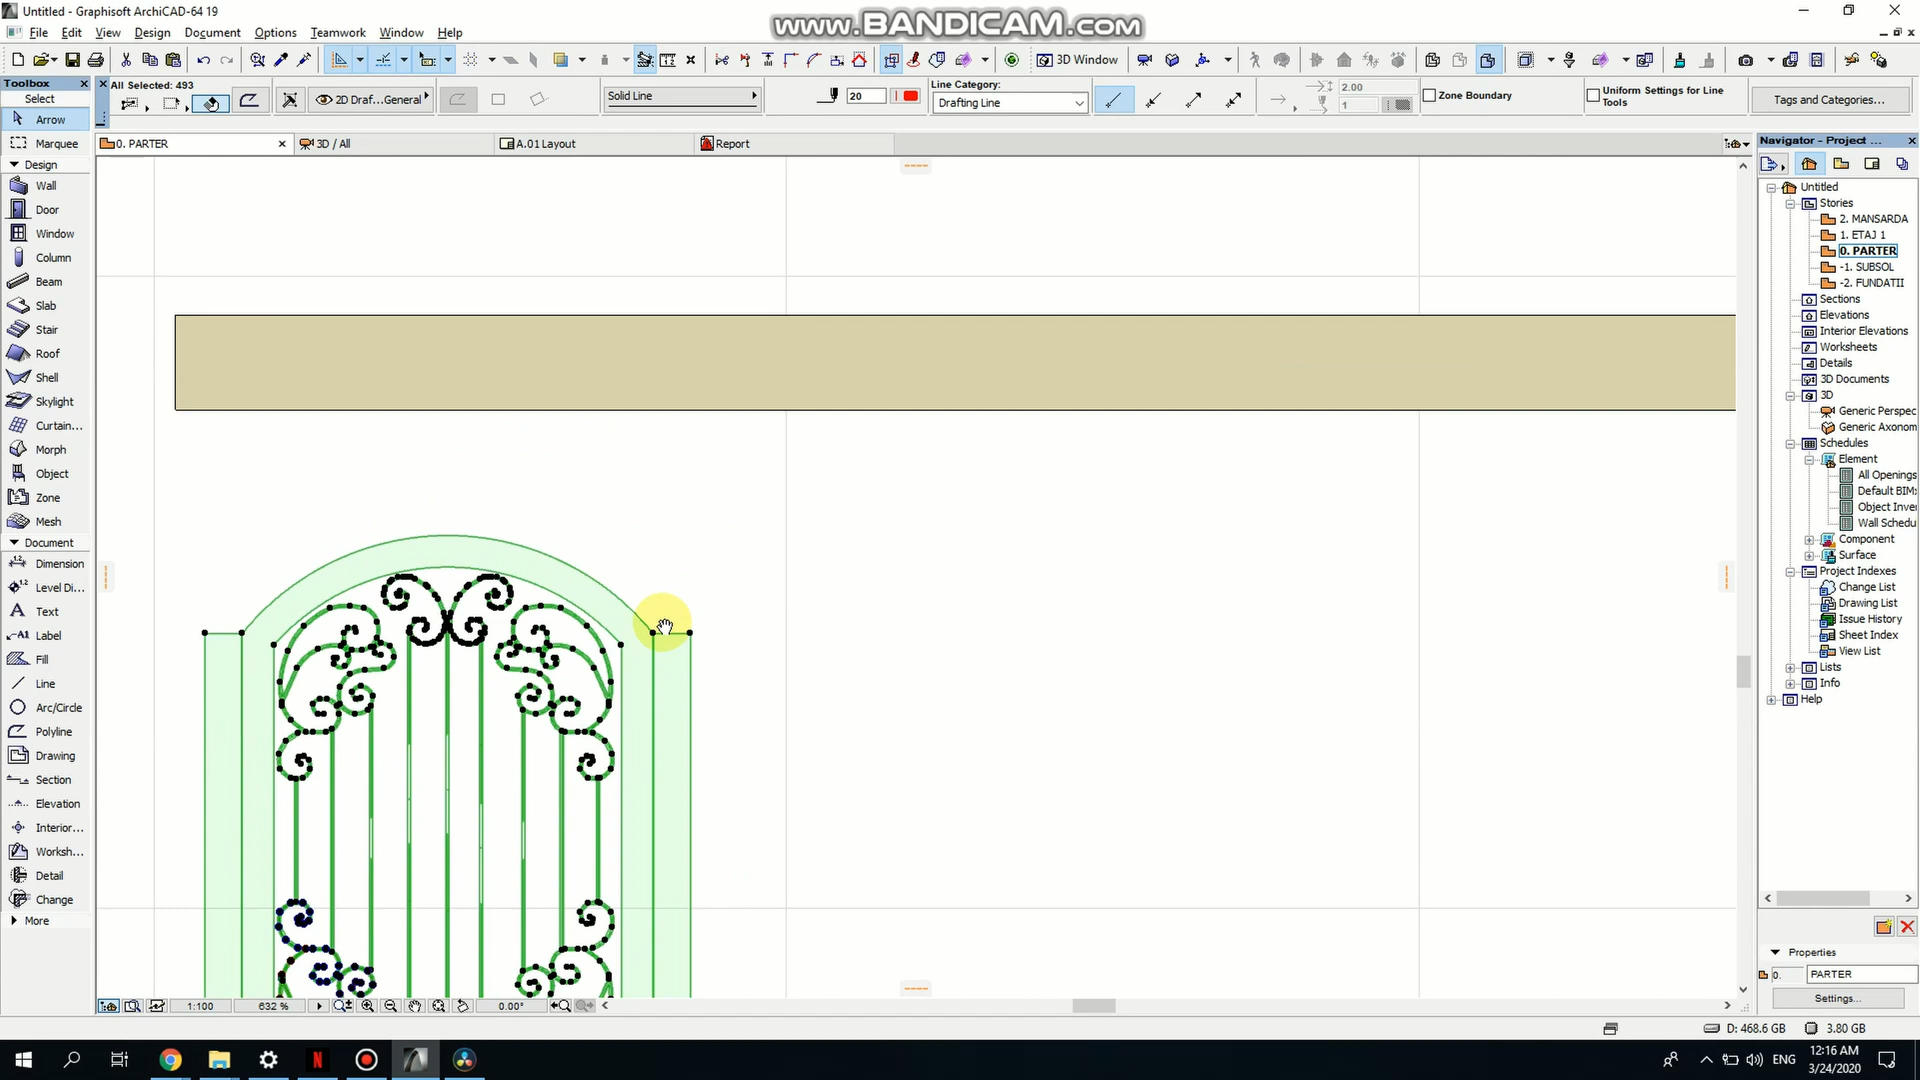 Untitled - Graphisoft ArchiCAD-64 19
www.BANDICAM.com
File Edit View Design Document Options Teamwork Window Help
3D Window
Toolbox
All Selected: 493
Select
Arrow
Marquee
Design
Wall
Door
Window
Column
Beam
Slab
Stair
Roof
Shell
Skylight
Curtain...
Morph
Object
Zone
Mesh
Document
Dimension
Level Di...
Text
Label
Fill
Line
Arc/Circle
Polyline
Drawing
Section
Elevation
Interior...
Worksh...
Detail
Change
More
2D Draf...General
Solid Line
20
Line Category:
Drafting Line
2.00
1
Zone Boundary
Uniform Settings for Line Tools
Tags and Categories...
0. PARTER
3D / All
A.01 Layout
Report
Navigator - Project ...
Untitled
Stories
2. MANSARDA
1. ETAJ 1
0. PARTER
-1. SUBSOL
-2. FUNDATII
Sections
Elevations
Interior Elevations
Worksheets
Details
3D Documents
3D
Generic Perspec
Generic Axonom
Schedules
Element
All Openings
Default BIM:
Object Inve
Wall Schedu
Component
Surface
Project Indexes
Change List
Drawing List
Issue History
Sheet Index
View List
Lists
Info
Help
Properties
0.
PARTER
Settings...
1:100
632 %
0.00°
D: 468.6 GB
3.80 GB
ENG
12:16 AM
3/24/2020